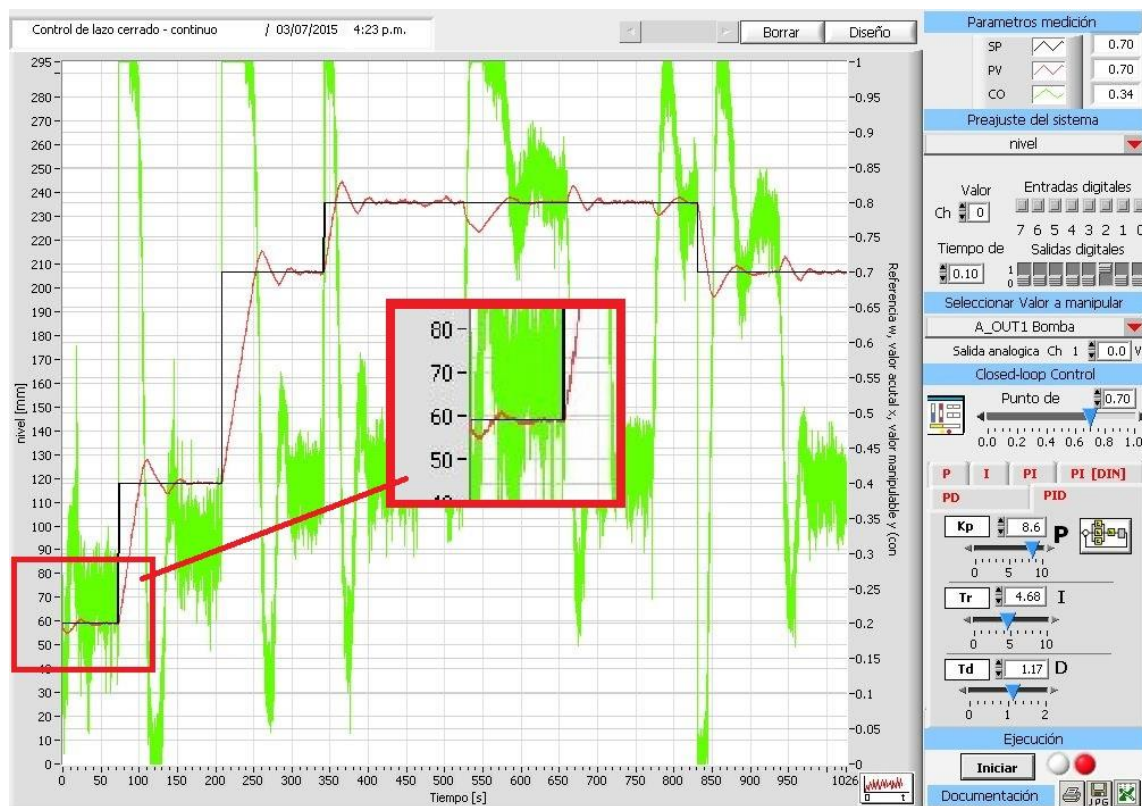 Control de lazo cerrado - continuo / 03/07/2015 4:23 p.m.
Borrar
Diseño
295
280
270
260
250
240
230
220
210
200
190
180
170
160
150
140
130
120
110
100
90
80
70
60
50
40
30
20
10
0
nivel [mm]
80
70
60
50
1
0.95
0.9
0.85
0.8
0.75
0.7
0.65
0.6
0.55
0.5
0.45
0.4
0.35
0.3
0.25
0.2
0.15
0.1
0.05
0
Referencia w, valor acutal x, valor manipulable y (con
0 50 100 150 200 250 300 350 400 450 500 550 600 650 700 750 800 850 900 950 1026
Tiempo [s]
0 t
Parametros medición
SP 0.70
PV 0.70
CO 0.34
Preajuste del sistema
nivel
Valor Entradas digitales
Ch 0
7 6 5 4 3 2 1 0
Tiempo de Salidas digitales
0.10 1
0
Seleccionar Valor a manipular
A_OUT1 Bomba
Salida analogica Ch 1 0.0 V
Closed-loop Control
Punto de 0.70
0.0 0.2 0.4 0.6 0.8 1.0
P I PI PI [DIN]
PD PID
Kp 8.6 P
0 5 10
Tr 4.68 I
0 5 10
Td 1.17 D
0 1 2
Ejecución
Iniciar
Documentación